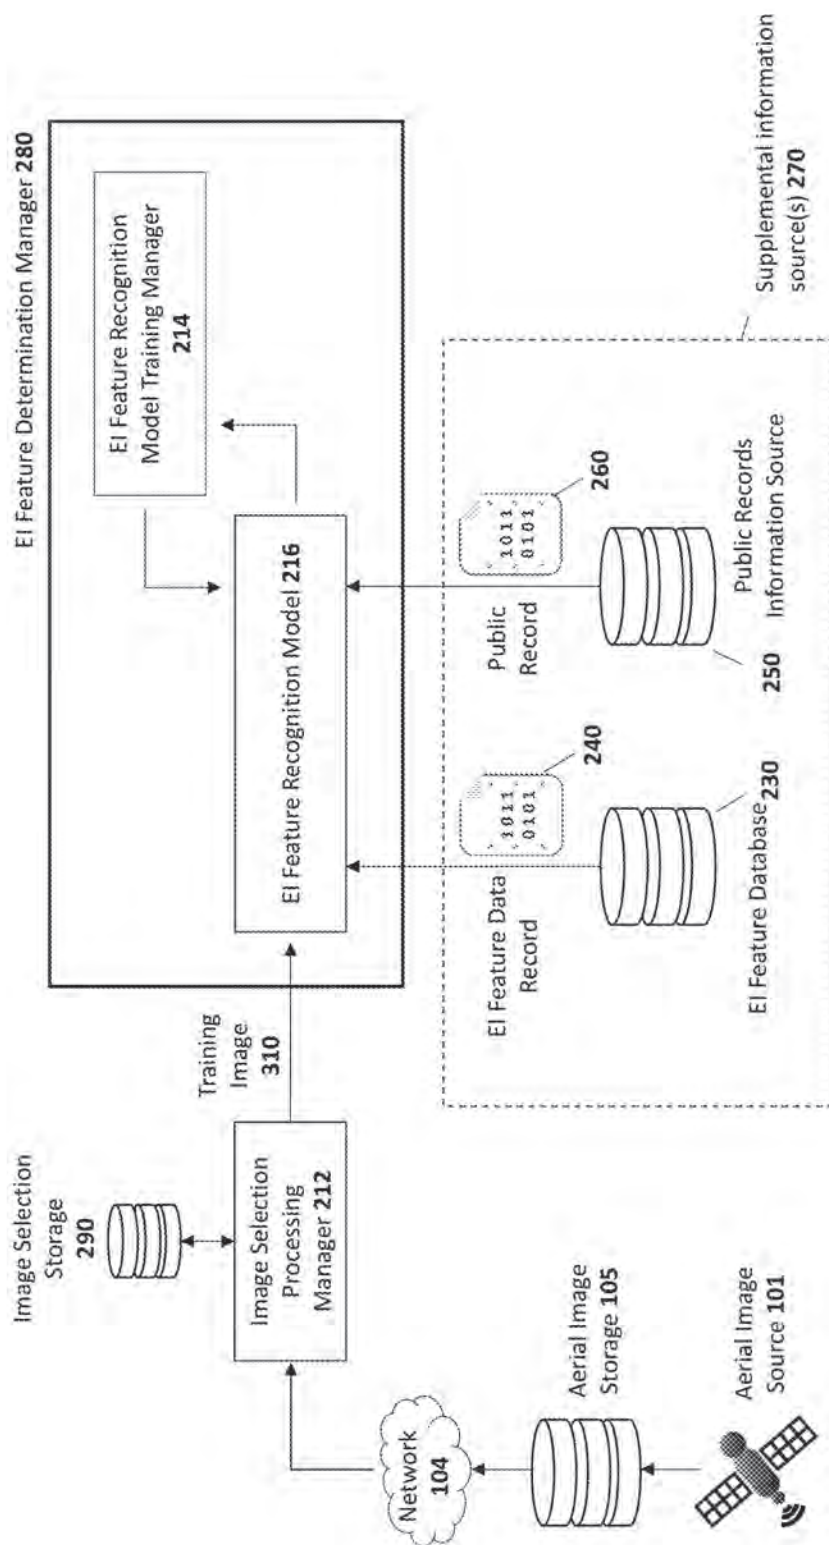 EI Feature Determination Manager 280
EI Feature Recognition
Model Training Manager
214
Image Selection
Storage
290
Training
Image
310
EI Feature Recognition Model 216
Image Selection
Processing
Manager 212
Network
104
EI Feature Data
Record
1011
0101
240
Public
Record
1011
0101
260
Supplemental information
source(s) 270
Aerial Image
Storage 105
230
EI Feature Database
250
Public Records
Information Source
Aerial Image
Source 101